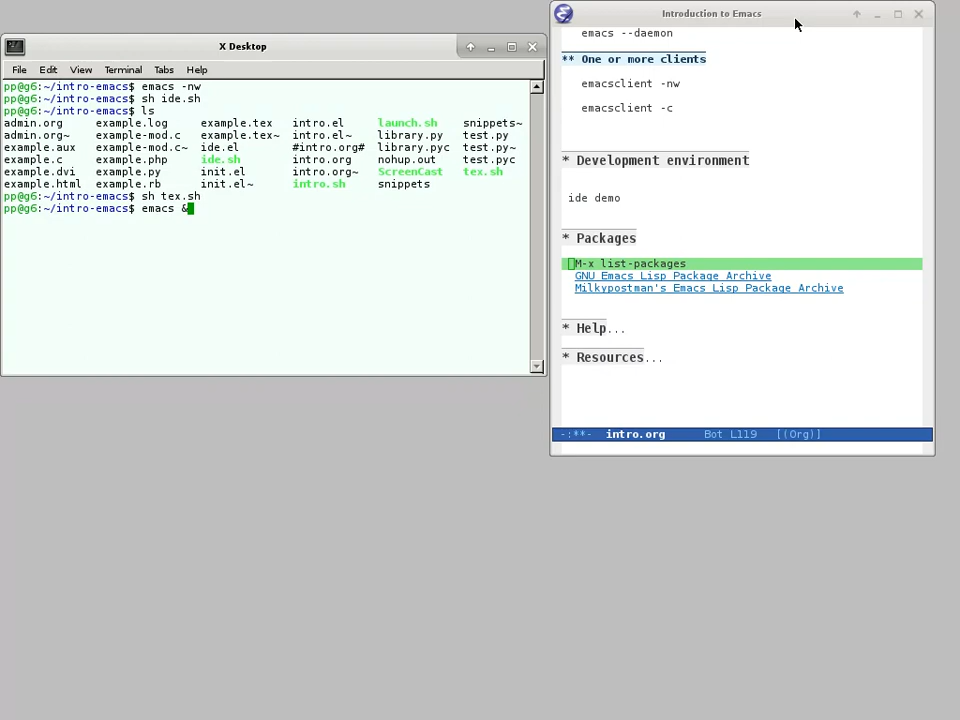 X Desktop
File Edit View Terminal Tabs Help
pp@g6:~/intro-emacs$ emacs -nw
pp@g6:~/intro-emacs$ sh ide.sh
pp@g6:~/intro-emacs$ ls
admin.org example.log example.tex intro.el launch.sh snippets~
admin.org~ example-mod.c example.tex~ intro.el~ library.py test.py
example.aux example-mod.c~ ide.el #intro.org# library.pyc test.py~
example.c example.php ide.sh intro.org nohup.out test.pyc
example.dvi example.py init.el intro.org~ ScreenCast tex.sh
example.html example.rb init.el~ intro.sh snippets
pp@g6:~/intro-emacs$ sh tex.sh
pp@g6:~/intro-emacs$ emacs &
Introduction to Emacs
emacs --daemon
** One or more clients
emacsclient -nw
emacsclient -c
* Development environment
ide demo
* Packages
M-x list-packages
GNU Emacs Lisp Package Archive
Milkypostman's Emacs Lisp Package Archive
* Help...
* Resources...
-:**- intro.org Bot L119 [(Org)]